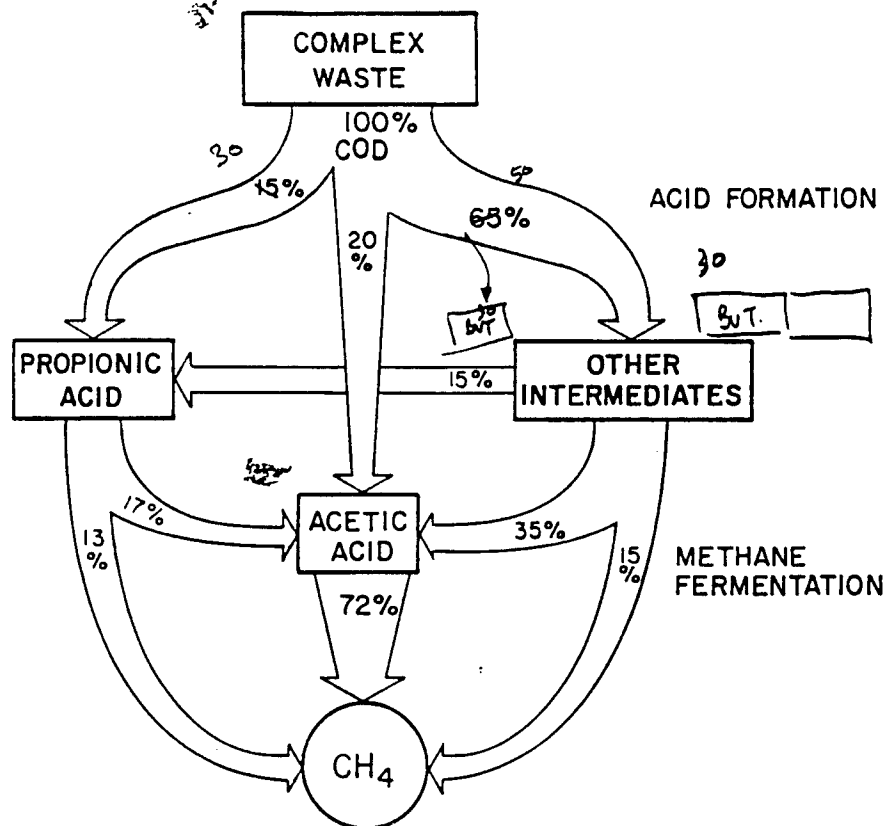 COMPLEX
WASTE
100%
COD
30
15%
20
%
50
65%
ACID FORMATION
30
BUT.
30
BUT
PROPIONIC
ACID
15%
OTHER
INTERMEDIATES
17%
13
%
ACETIC
ACID
35%
15
%
METHANE
FERMENTATION
72%
CH₄